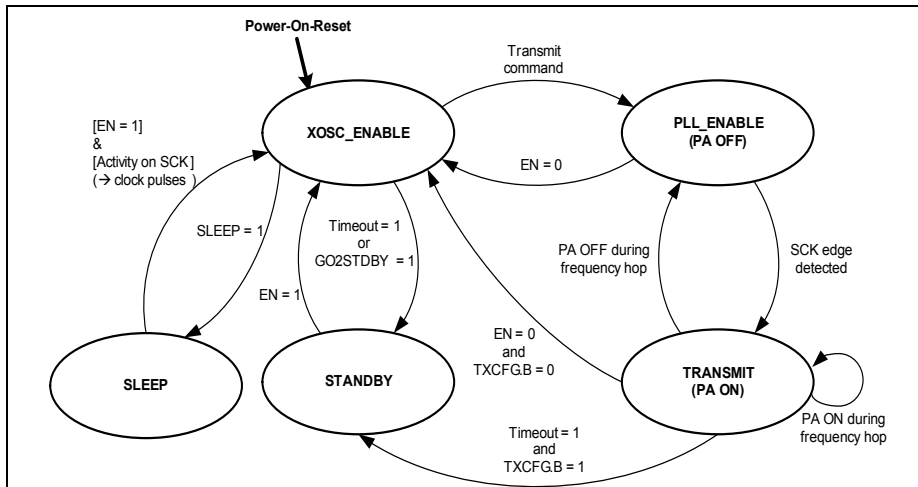 Power-On-Reset
Transmit
command
XOSC_ENABLE
PLL_ENABLE
(PA OFF)
[EN = 1]
&
[Activity on SCK]
(→ clock pulses )
EN = 0
SLEEP = 1
Timeout = 1
or
GO2STDBY = 1
EN = 1
PA OFF during
frequency hop
SCK edge
detected
EN = 0
and
TXCFG.B = 0
SLEEP
STANDBY
TRANSMIT
(PA ON)
PA ON during
frequency hop
Timeout = 1
and
TXCFG.B = 1